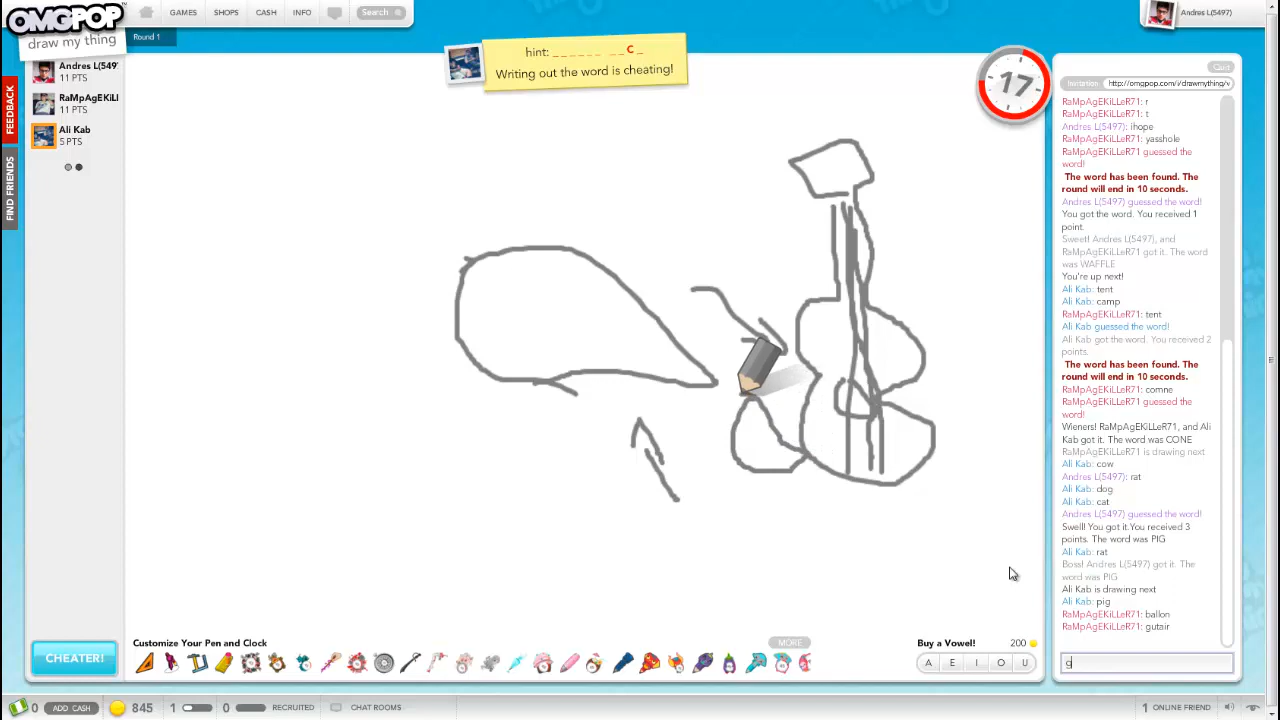 OMGPOP
draw my thing
GAMES
SHOPS
CASH
INFO
Search
Andres L(5497)
Round 1
FEEDBACK
FIND FRIENDS
Andres L(549
11 PTS
RaMpAgEKiLl
11 PTS
Ali Kab
5 PTS
hint: _ _ _ _ _ _ _ _ C _
Writing out the word is cheating!
17
Chat
Invitation
http://omgpop.com/i/drawmything/v
RaMpAgEKiLLeR71: r
RaMpAgEKiLLeR71: t
Andres L(5497): ihope
RaMpAgEKiLLeR71: yasshole
RaMpAgEKiLLeR71 guessed the
word!
The word has been found. The
round will end in 10 seconds.
Andres L(5497) guessed the word!
You got the word. You received 1
point.
Sweet! Andres L(5497), and
RaMpAgEKiLLeR71 got it. The word
was WAFFLE
You're up next!
Ali Kab: tent
Ali Kab: camp
RaMpAgEKiLLeR71: tent
Ali Kab guessed the word!
Ali Kab got the word. You received 2
points.
The word has been found. The
round will end in 10 seconds.
RaMpAgEKiLLeR71: comne
RaMpAgEKiLLeR71 guessed the
word!
Wieners! RaMpAgEKiLLeR71, and Ali
Kab got it. The word was CONE
RaMpAgEKiLLeR71 is drawing next
Ali Kab: cow
Andres L(5497): rat
Ali Kab: dog
Ali Kab: cat
Andres L(5497) guessed the word!
Swell! You got it.You received 3
points. The word was PIG
Ali Kab: rat
Boss! Andres L(5497) got it. The
word was PIG
Ali Kab is drawing next
Ali Kab: pig
RaMpAgEKiLLeR71: ballon
RaMpAgEKiLLeR71: gutair
g
CHEATER!
Customize Your Pen and Clock
MORE
Buy a Vowel!
200
A E I O U
0
ADD CASH
845
1
0
RECRUITED
CHAT ROOMS
1 ONLINE FRIEND